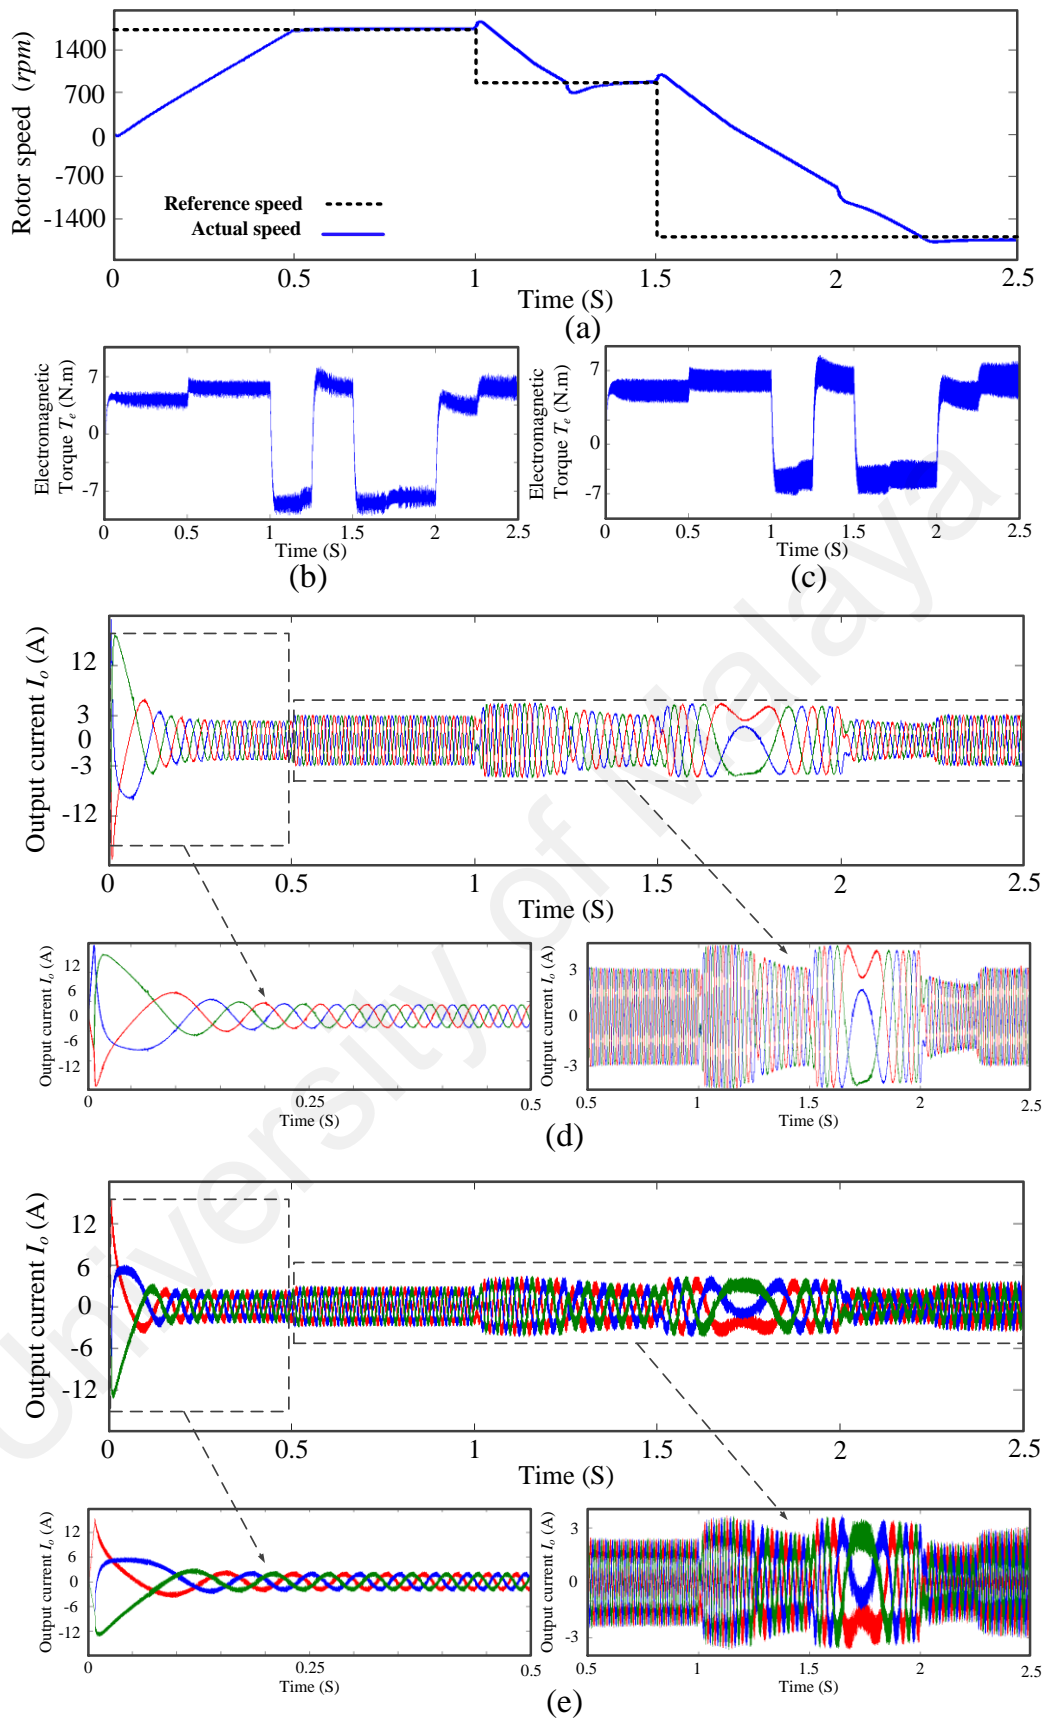 Rotor speed (rpm)
1400
700
0
-700
-1400
Reference speed
Actual speed
0
0.5
1
1.5
2
2.5
Time (S)
(a)
Electromagnetic
Torque Te (N.m)
7
0
-7
0
0.5
1
1.5
2
2.5
Time (S)
(b)
Electromagnetic
Torque Te (N.m)
7
0
-7
0
0.5
1
1.5
2
2.5
Time (S)
(c)
Output current Io (A)
12
3
0
-3
-12
0
0.5
1
1.5
2
2.5
Time (S)
Output current Io (A)
12
6
0
-6
-12
0
0.25
0.5
Time (S)
Output current Io (A)
3
0
-3
0.5
1
1.5
2
2.5
Time (S)
(d)
Output current Io (A)
12
6
0
-6
-12
0
0.5
1
1.5
2
2.5
Time (S)
Output current Io (A)
12
6
0
-6
-12
0
0.25
0.5
Time (S)
Output current Io (A)
3
0
-3
0.5
1
1.5
2
2.5
Time (S)
(e)
University of Malaya